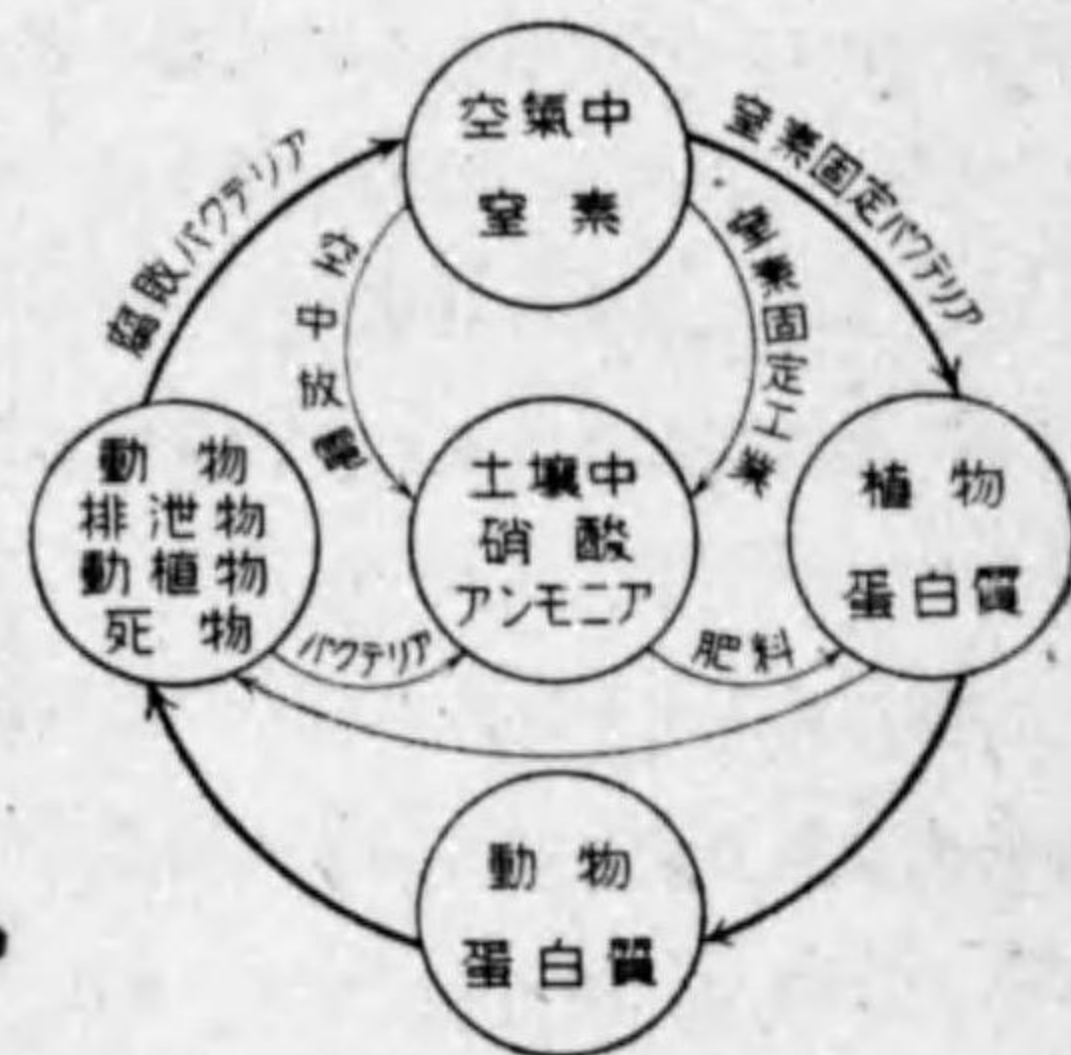 空氣中
窒素
腐敗バクテリア
窒素固定バクテリア
空中放電
窒素固定工業
動物
排泄物
動植物
死物
土壤中
硝酸
アンモニア
植物
蛋白質
バクテリア
肥料
動物
蛋白質